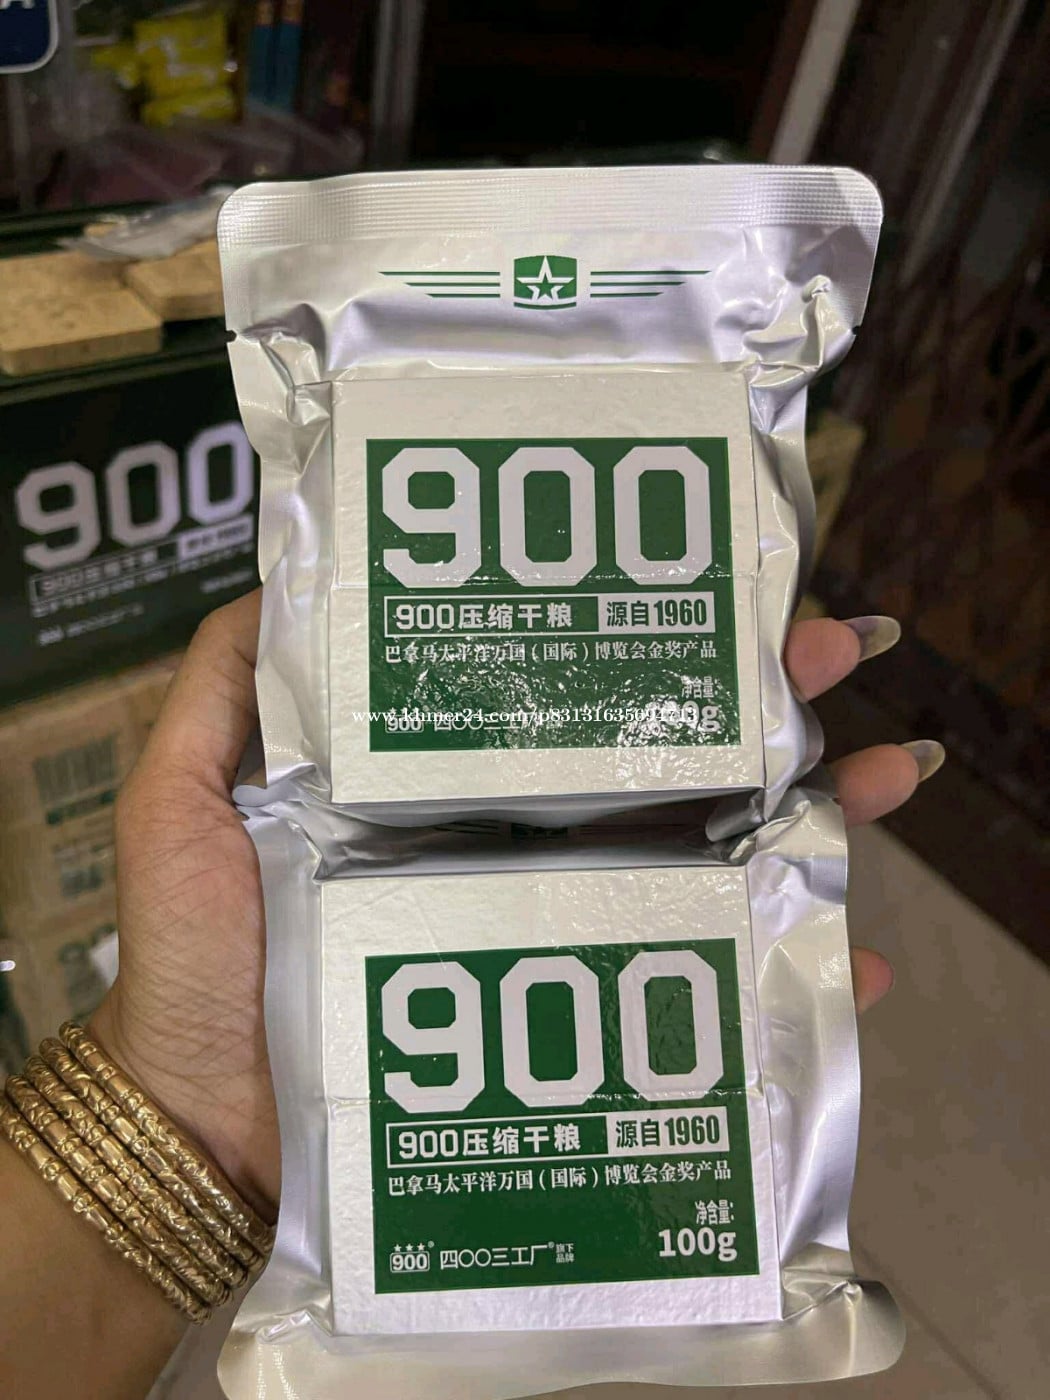 900
900压缩干粮 源自1960
巴拿马太平洋万国（国际）博览会金奖产品
净含量
www.khmer24.com/p83131635091713
900
900
900压缩干粮
900
900压缩干粮 源自1960
巴拿马太平洋万国（国际）博览会金奖产品
净含量:
100g
900® 四〇〇三工厂® 旗下品牌